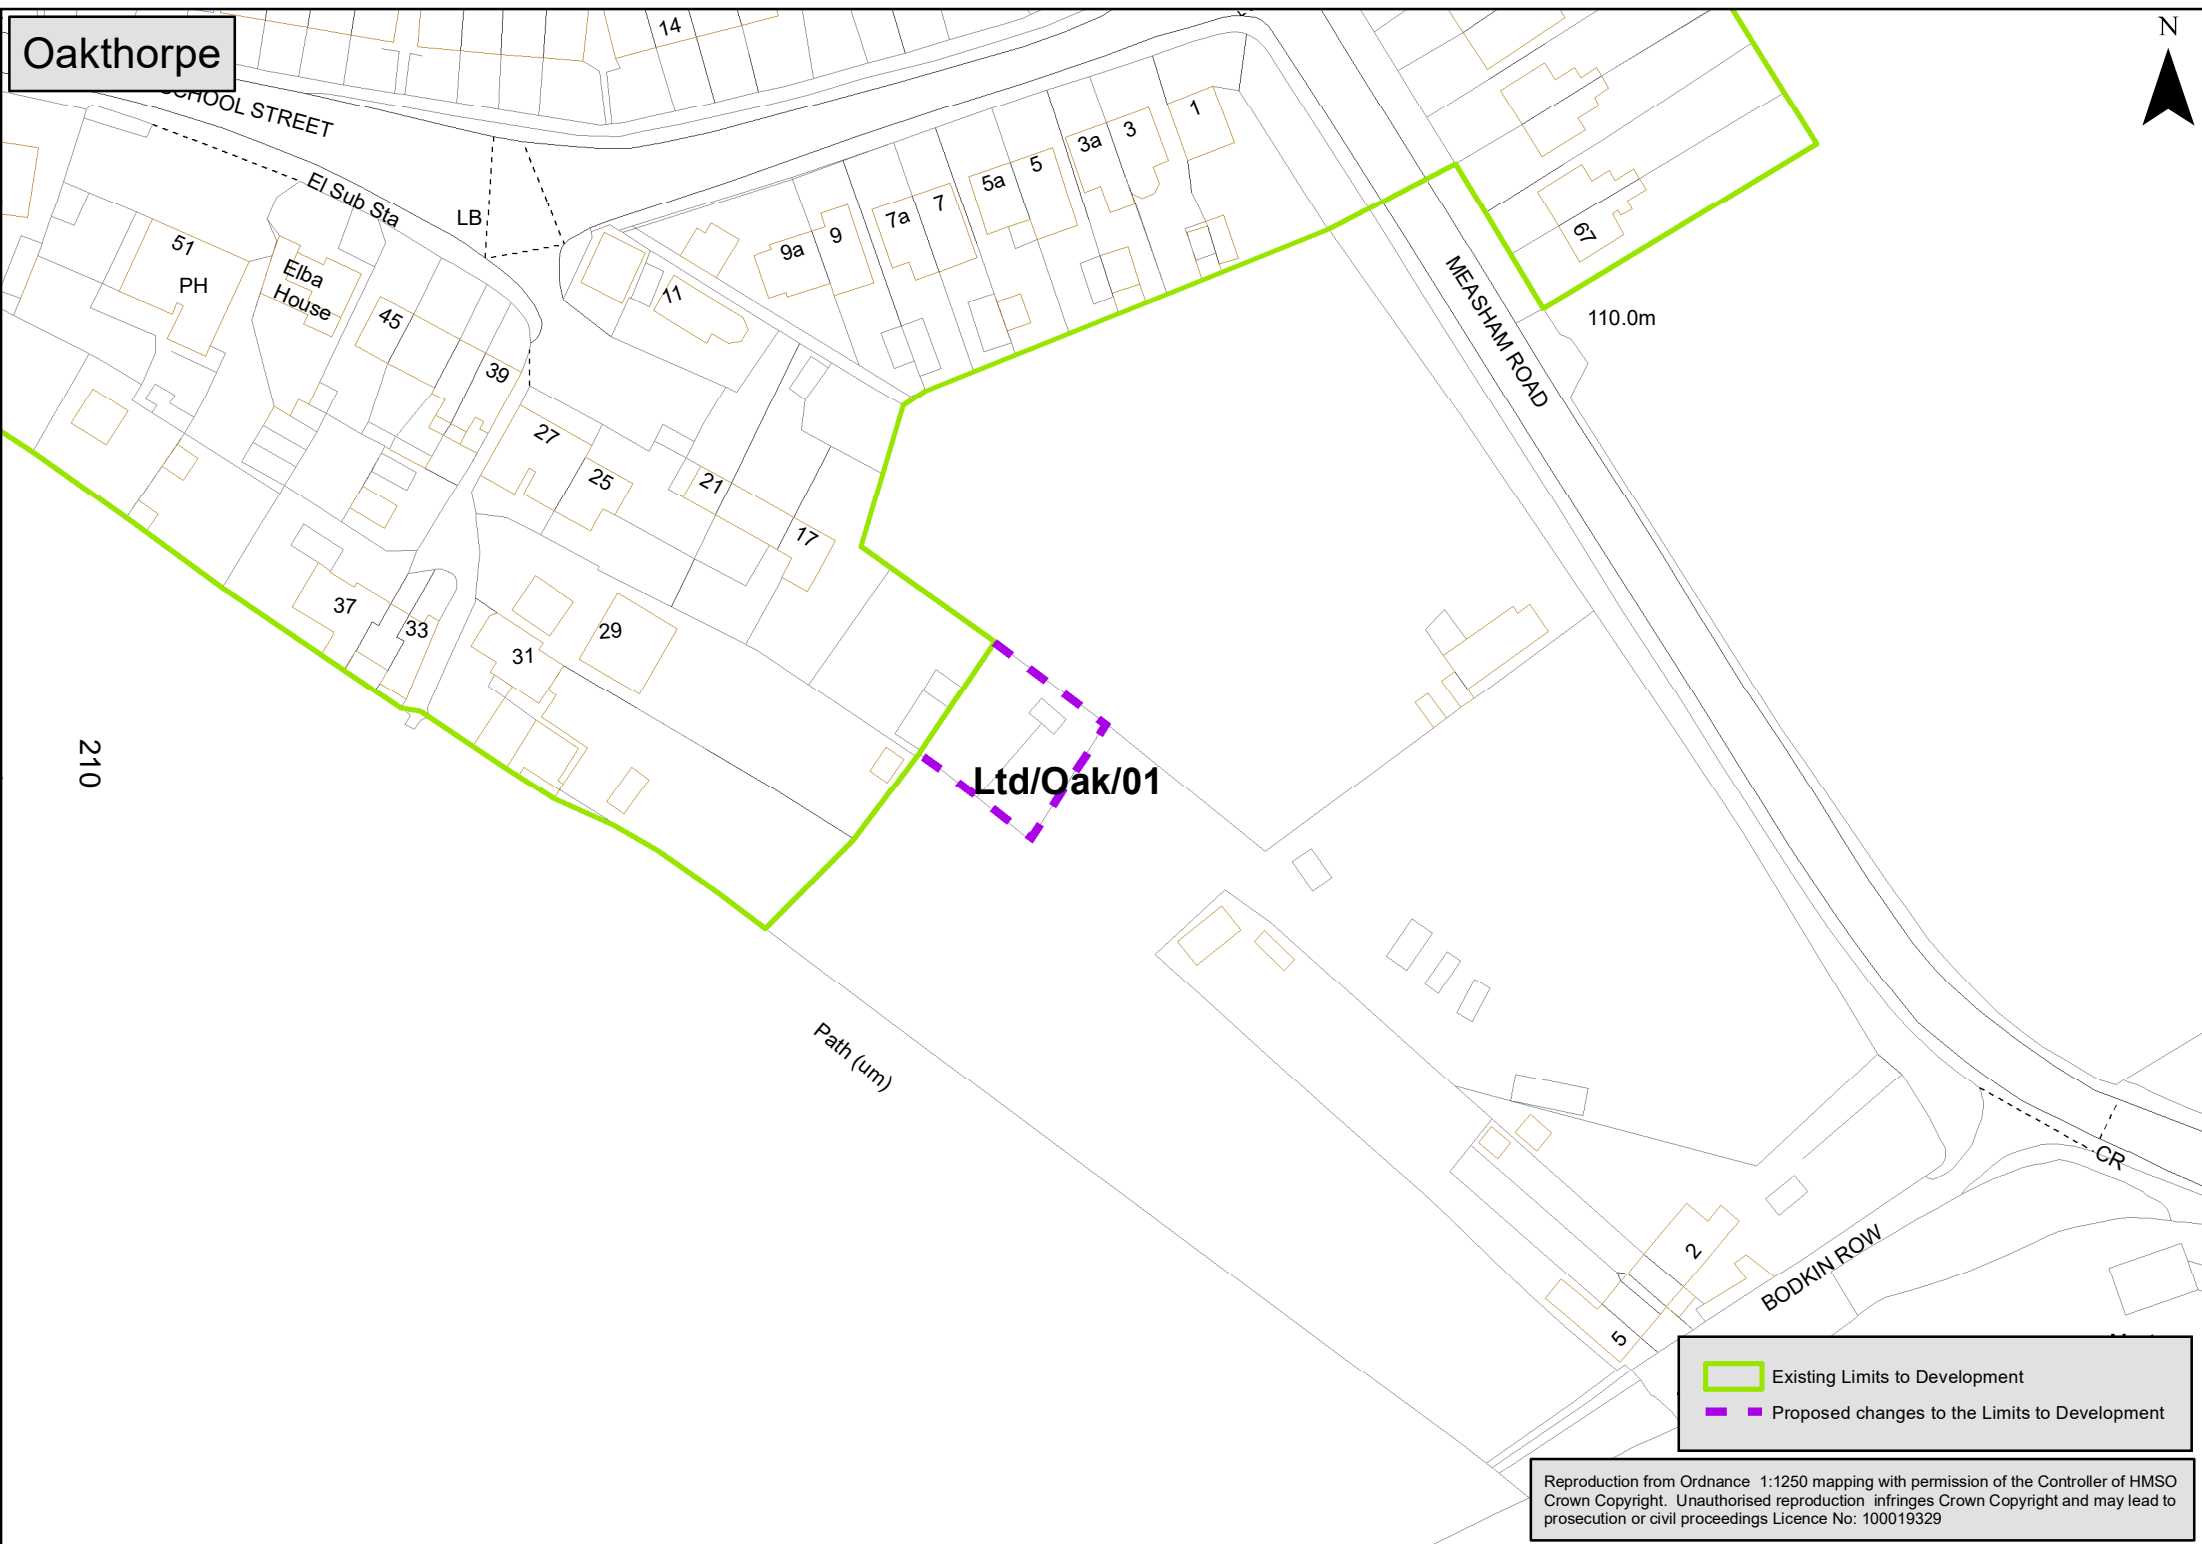 Oakthorpe
N
14
SCHOOL STREET
El Sub Sta
LB
51
PH
Elba
House
45
39
11
9a
9
7a
7
5a
5
3a
3
1
67
MEASHAM ROAD
110.0m
27
25
21
17
37
33
31
29
210
Ltd/Oak/01
Path (um)
CR
2
5
BODKIN ROW
Existing Limits to Development
Proposed changes to the Limits to Development
Reproduction from Ordnance 1:1250 mapping with permission of the Controller of HMSO
Crown Copyright. Unauthorised reproduction infringes Crown Copyright and may lead to
prosecution or civil proceedings Licence No: 100019329